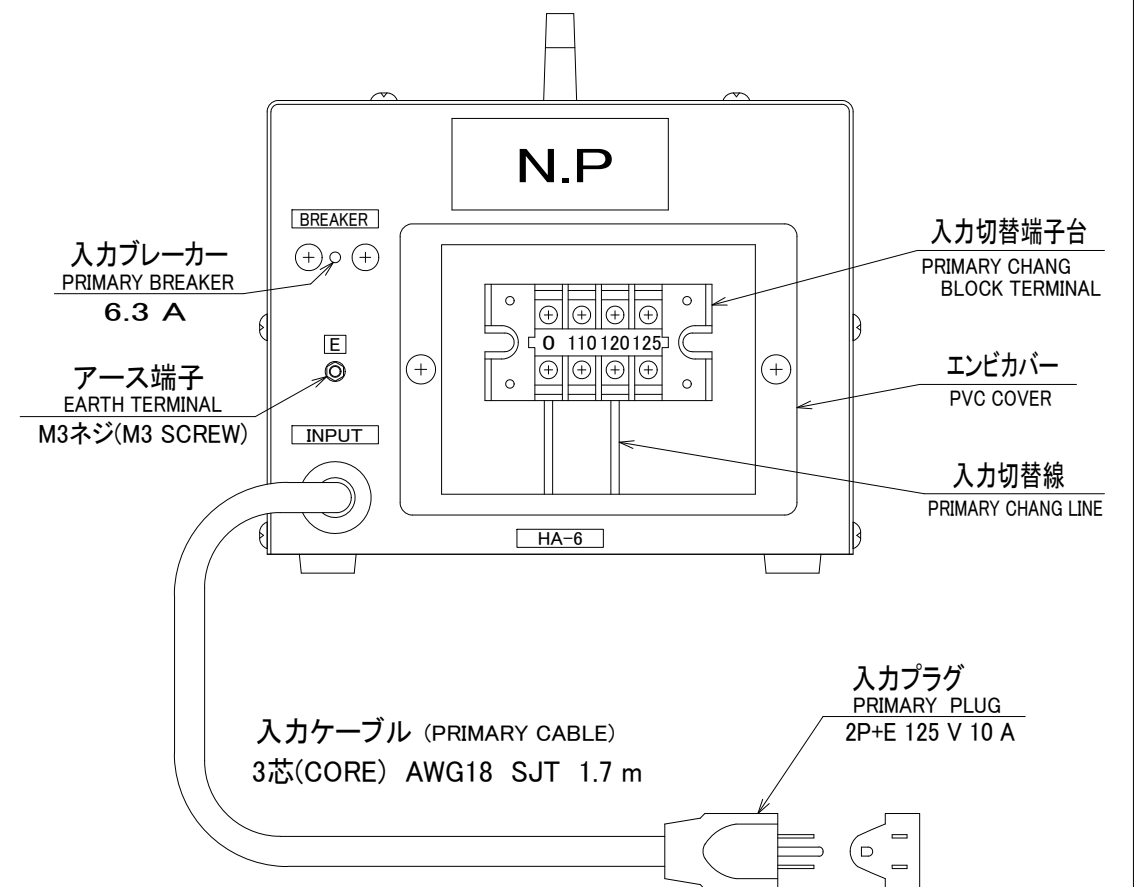 N.P
BREAKER
入力ブレーカー
PRIMARY BREAKER
6.3 A
E
アース端子
EARTH TERMINAL
M3ネジ(M3 SCREW)
INPUT
0 110 120 125
入力切替端子台
PRIMARY CHANG
BLOCK TERMINAL
エンビカバー
PVC COVER
入力切替線
PRIMARY CHANG LINE
HA-6
入力プラグ
PRIMARY PLUG
2P+E 125 V 10 A
入力ケーブル (PRIMARY CABLE)
3芯(CORE) AWG18 SJT 1.7 m